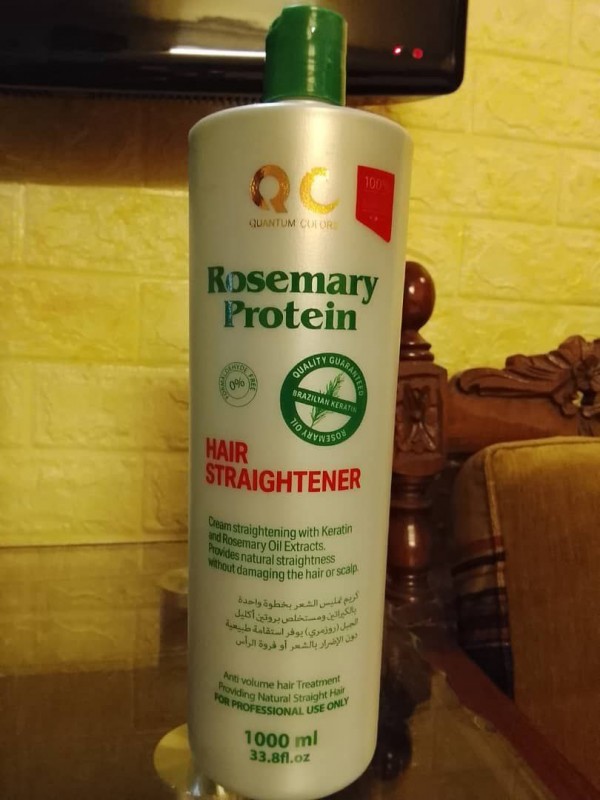 QC
QUANTUM COLORS
100%
Rosemary
Protein
FORMALDEHYDE FREE
0%
QUALITY GUARANTEED
BRAZILIAN KERATIN
ROSEMARY OIL
HAIR
STRAIGHTENER
Cream straightening with Keratin
and Rosemary Oil Extracts.
Provides natural straightness
without damaging the hair or scalp.
كريم تمليس الشعر بخطوة واحدة
بالكيراتين ومستخلص بروتين أكليل
الجبل (روزمري) يوفر استقامة طبيعية
دون الإضرار بالشعر أو فروة الرأس
Anti volume hair Treatment
Providing Natural Straight Hair
FOR PROFESSIONAL USE ONLY
1000 ml
33.8fl.oz